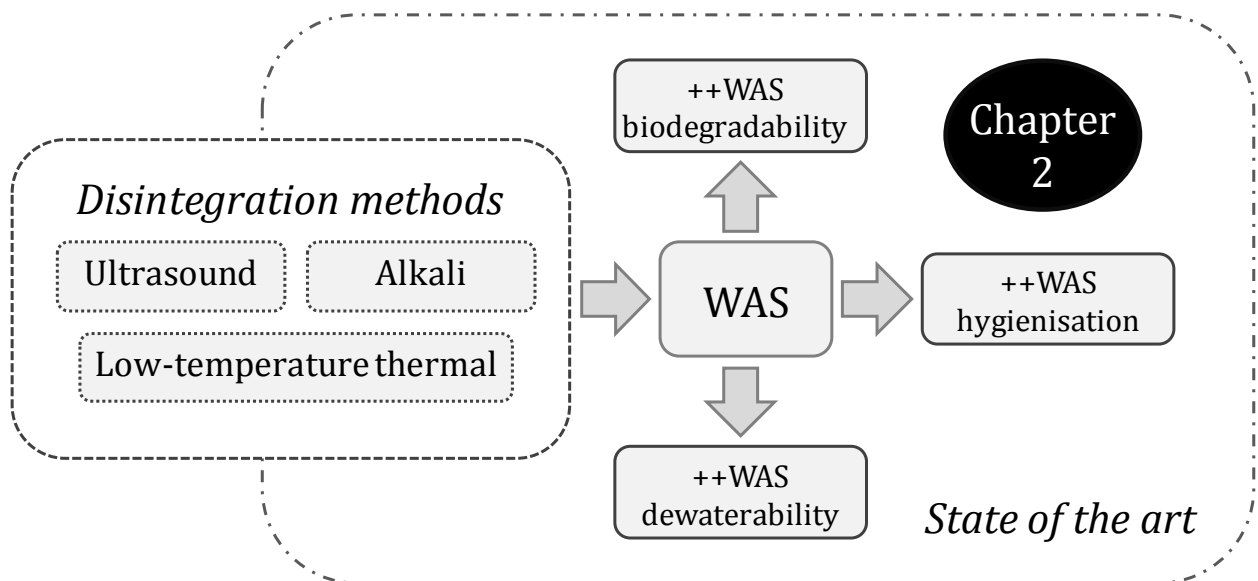 ++WAS
biodegradability
Chapter
2
Disintegration methods
Ultrasound
Alkali
Low-temperature thermal
WAS
++WAS
hygienisation
++WAS
dewaterability
State of the art